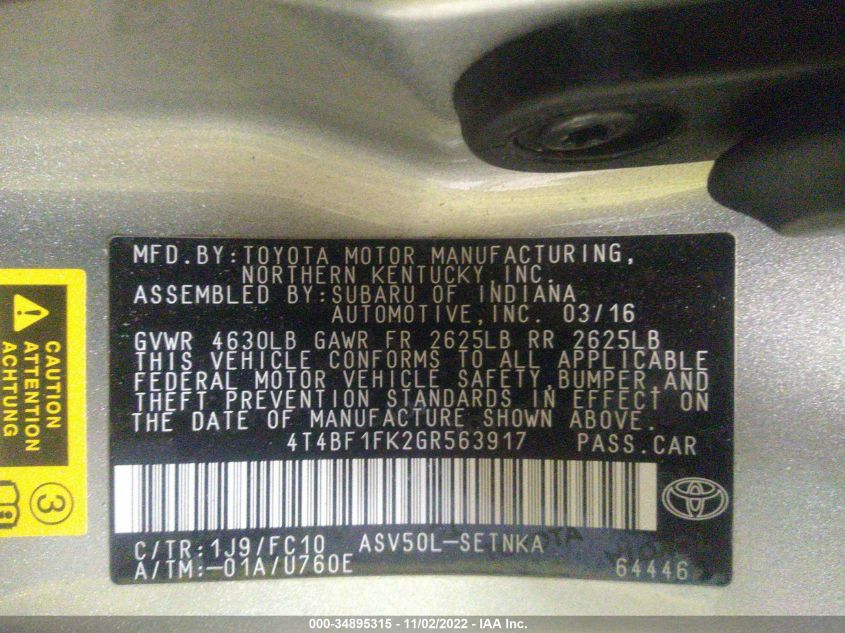 MFD.BY:TOYOTA MOTOR MANUFACTURING,
NORTHERN KENTUCKY,INC.
ASSEMBLED BY:SUBARU OF INDIANA
AUTOMOTIVE,INC. 03/16
GVWR 4630LB GAWR FR 2625LB RR 2625LB
THIS VEHICLE CONFORMS TO ALL APPLICABLE
FEDERAL MOTOR VEHICLE SAFETY,BUMPER,AND
THEFT PREVENTION STANDARDS IN EFFECT ON
THE DATE OF MANUFACTURE SHOWN ABOVE.
4T4BF1FK2GR563917 PASS.CAR
C/TR:1J9/FC10 ASV50L-SETNKA
A/TM:-01A/U760E 64446
CAUTION
ATTENTION
ACHTUNG
3
000-34895315 - 11/02/2022 - IAA Inc.